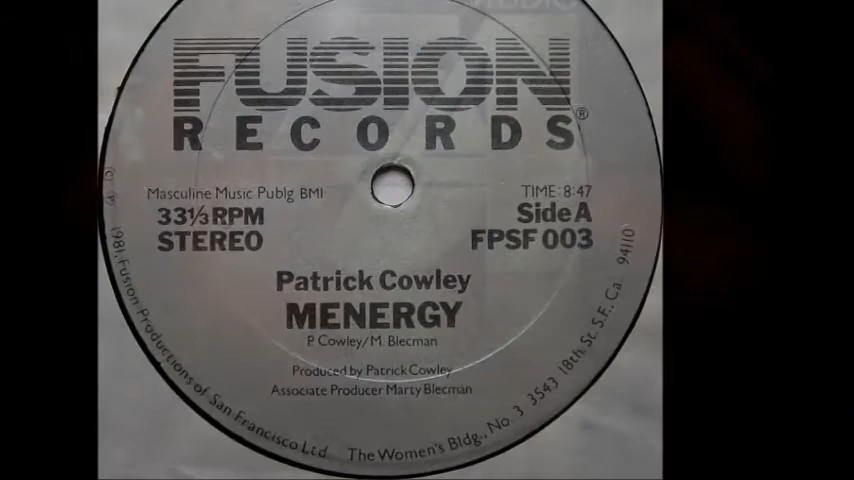 FUSION®
RECORDS
Masculine Music Publg BMI
TIME: 8:47
33⅓ RPM
Side A
STEREO
FPSF 003
Patrick Cowley
MENERGY
P. Cowley/M. Blecman
Produced by Patrick Cowley
Associate Producer Marty Blecman
1981, Fusion Productions of San Francisco Ltd. The Women's Bldg., No. 3 3543 18th St. S.F., Ca. 94110